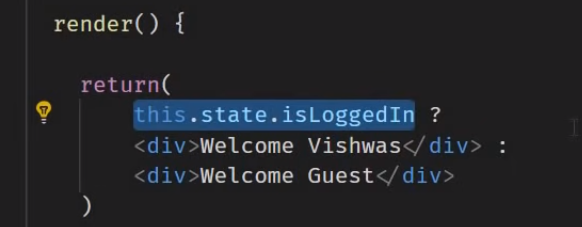 render() {
return(
this.state.isLoggedIn ?
<div>Welcome Vishwas</div> :
<div>Welcome Guest</div>
)